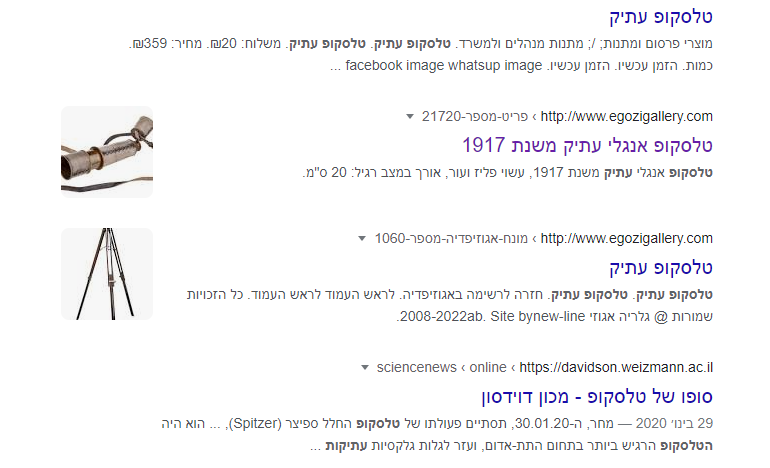 טלסקופ עתיק
מוצרי פרסום ומתנות; /; מתנות מנהלים ולמשרד. טלסקופ עתיק. טלסקופ עתיק. משלוח: 20₪. מחיר: 359₪.
כמות. הזמן עכשיו. הזמן עכשיו. facebook image whatsup image ...
http://www.egozigallery.com › פריט-מספר-21720
טלסקופ אנגלי עתיק משנת 1917
טלסקופ אנגלי עתיק משנת 1917, עשוי פליז ועור, אורך במצב רגיל: 20 ס"מ.
http://www.egozigallery.com › מונח-אגוזיפדיה-מספר-1060
טלסקופ עתיק
טלסקופ עתיק. טלסקופ עתיק. חזרה לרשימה באגוזיפדיה. לראש העמוד לראש העמוד. כל הזכויות
שמורות @ גלריה אגוזי 2008-2022ab. Site bynew-line.
https://davidson.weizmann.ac.il › online › sciencenews
סופו של טלסקופ - מכון דוידסון
29 בינו׳ 2020 — מחר, ה-30.01.20, תסתיים פעולתו של טלסקופ החלל ספיצר (Spitzer), ... הוא היה
הטלסקופ הרגיש ביותר בתחום התת-אדום, ועזר לגלות גלקסיות עתיקות ...